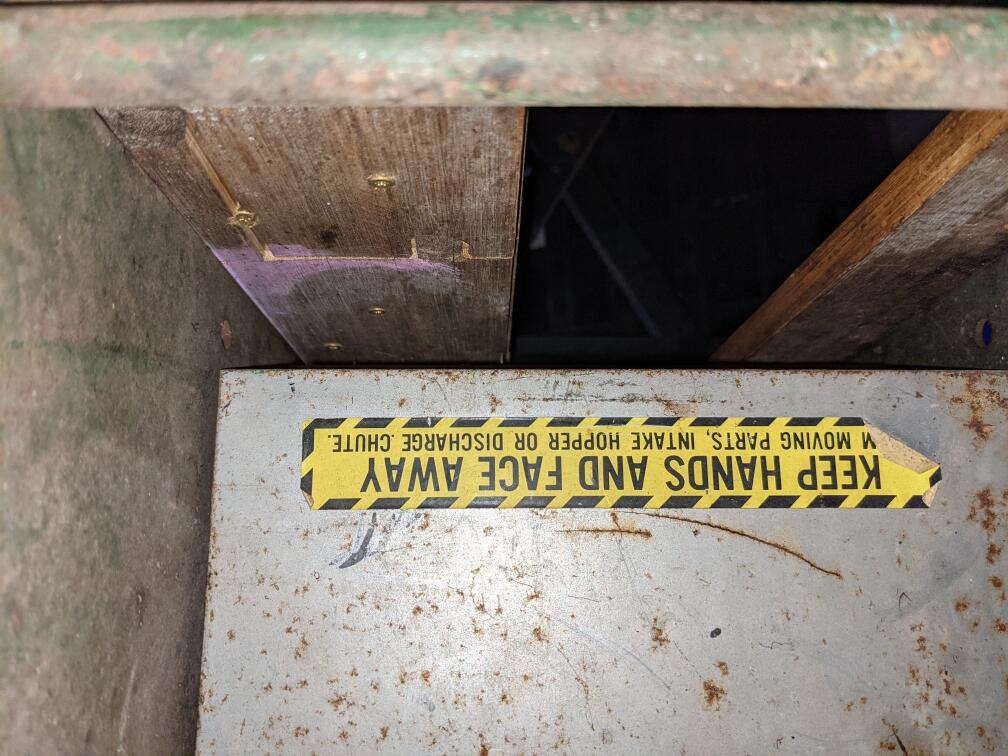 KEEP HANDS AND FACE AWAY
MOVING PARTS, INTAKE HOPPER OR DISCHARGE CHUTE.